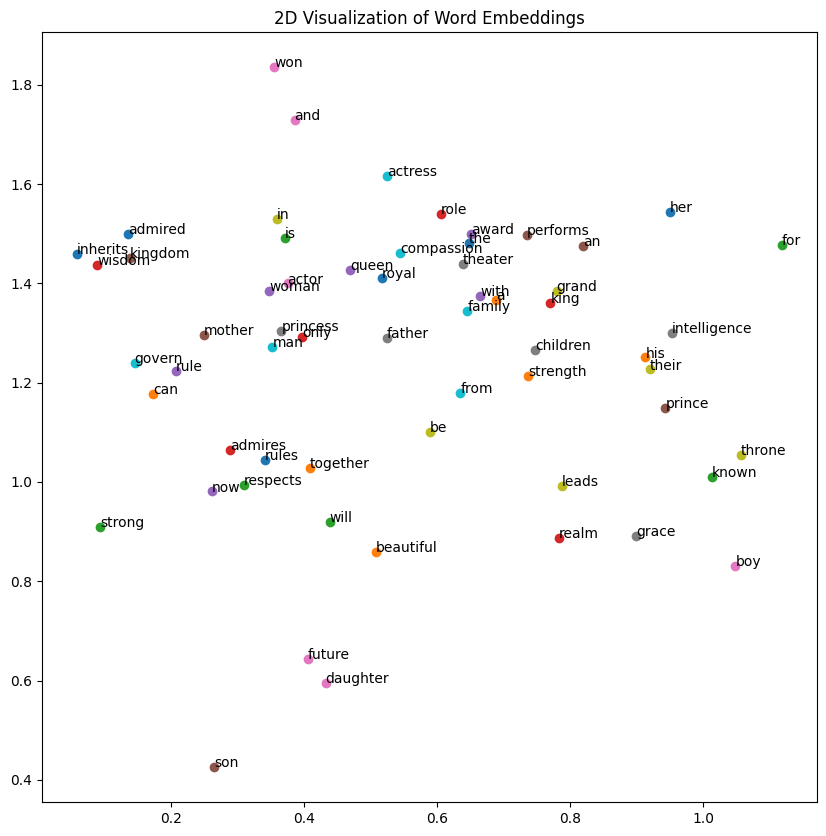 2D Visualization of Word Embeddings
won
and
actress
role
her
in
is
award
the
performs
an
for
admired
inherits
kingdom
wisdom
compassion
theater
queen
royal
actor
woman
with
a
grand
king
family
mother
princess
only
man
father
children
intelligence
govern
rule
can
his
their
strength
from
prince
be
admires
rules
together
throne
known
now
respects
leads
strong
will
realm
grace
beautiful
boy
future
daughter
son
1.8
1.6
1.4
1.2
1.0
0.8
0.6
0.4
0.2
0.4
0.6
0.8
1.0